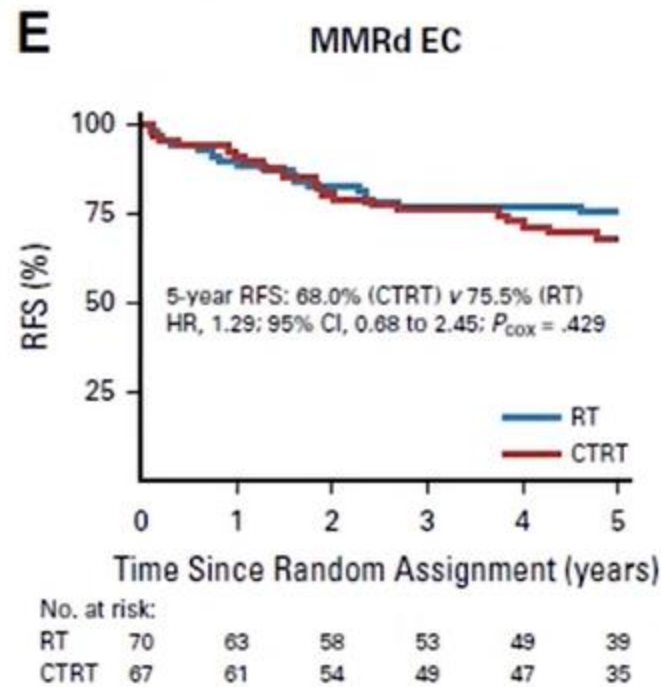 E
MMRd EC
100
75
50
25
RFS (%)
5-year RFS: 68.0% (CTRT) v 75.5% (RT)
HR, 1.29; 95% CI, 0.68 to 2.45; Pcox = .429
RT
CTRT
0 1 2 3 4 5
Time Since Random Assignment (years)
No. at risk:
RT 70 63 58 53 49 39
CTRT 67 61 54 49 47 35